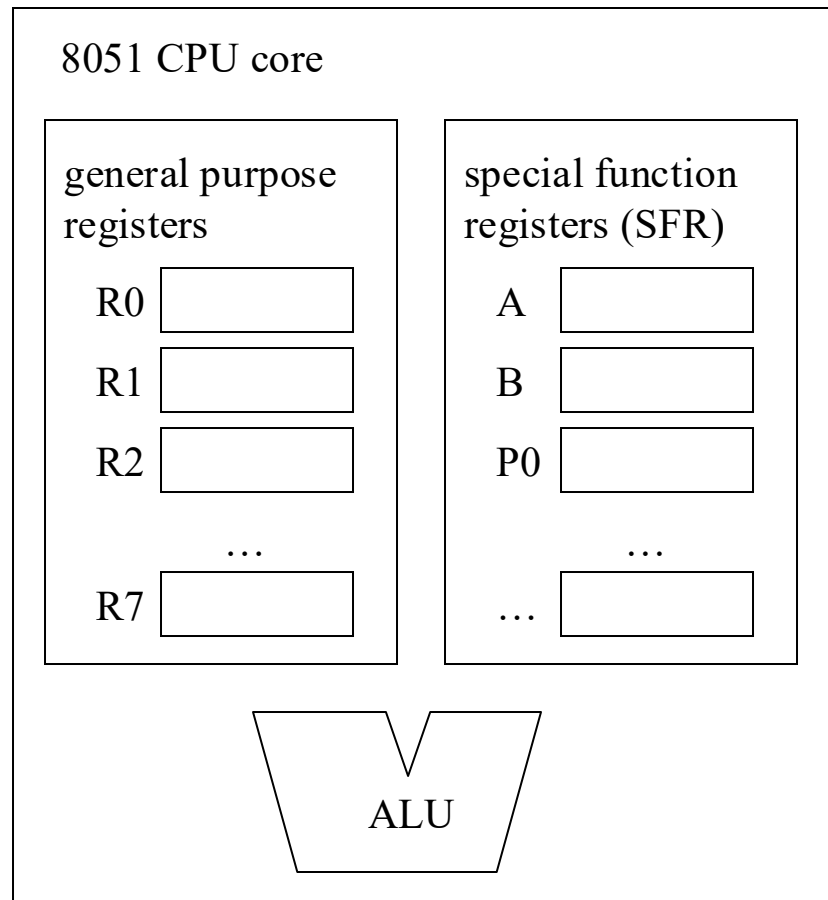 8051 CPU core
general purpose
registers
R0
R1
R2
…
R7
special function
registers (SFR)
A
B
P0
…
…
ALU